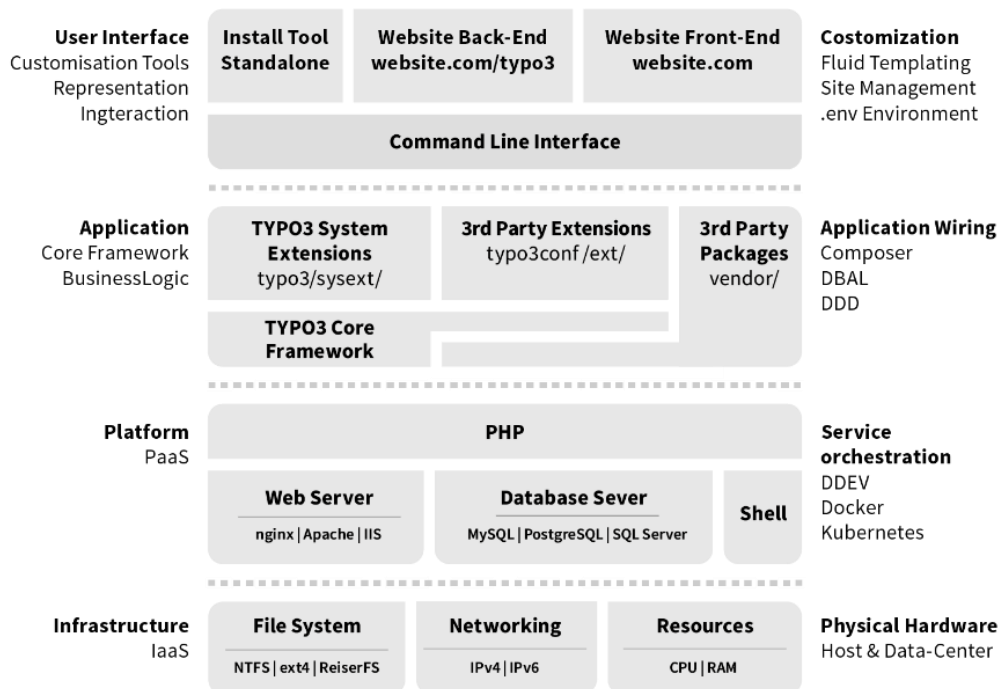 User Interface
Customisation Tools
Representation
Ingteraction
Install Tool
Standalone
Website Back-End
website.com/typo3
Website Front-End
website.com
Costomization
Fluid Templating
Site Management
.env Environment
Command Line Interface
Application
Core Framework
BusinessLogic
TYPO3 System
Extensions
typo3/sysext/
3rd Party Extensions
typo3conf/ext/
3rd Party
Packages
vendor/
Application Wiring
Composer
DBAL
DDD
TYPO3 Core
Framework
Platform
PaaS
PHP
Service
orchestration
DDEV
Docker
Kubernetes
Web Server
nginx | Apache | IIS
Database Sever
MySQL | PostgreSQL | SQL Server
Shell
Infrastructure
IaaS
File System
NTFS | ext4 | ReiserFS
Networking
IPv4 | IPv6
Resources
CPU | RAM
Physical Hardware
Host & Data-Center